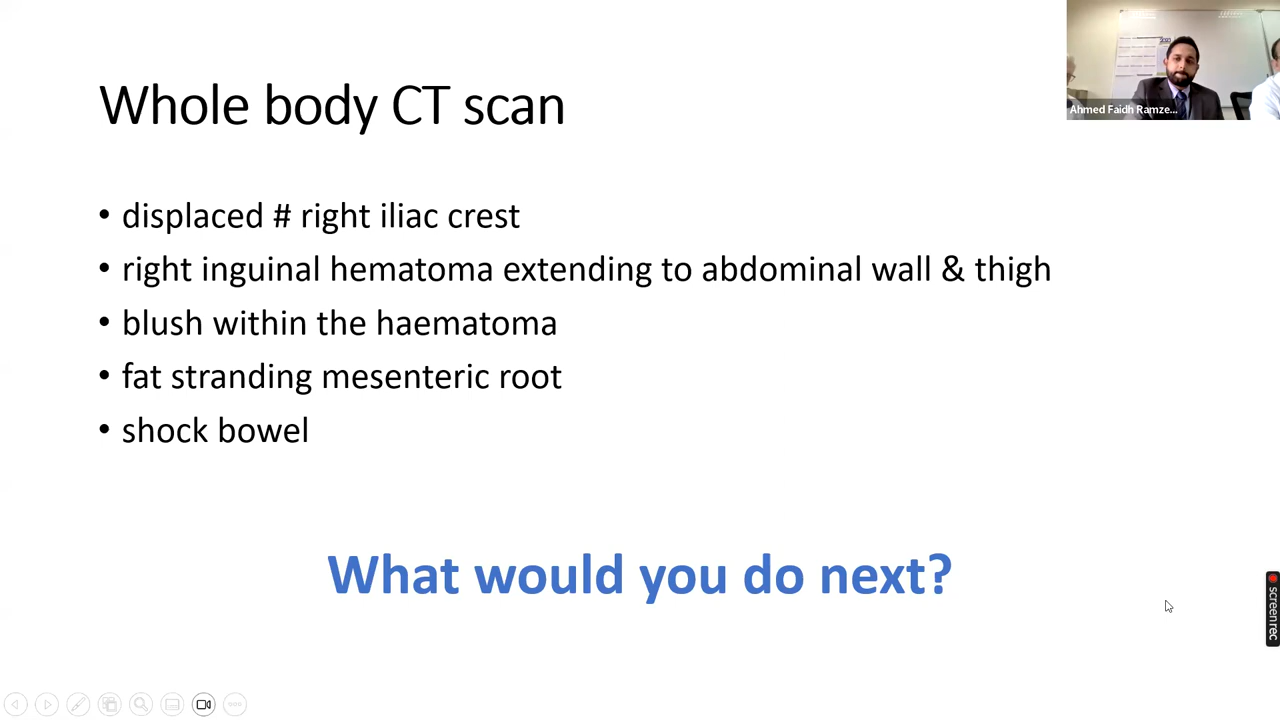 Whole body CT scan
• displaced # right iliac crest
• right inguinal hematoma extending to abdominal wall & thigh
• blush within the haematoma
• fat stranding mesenteric root
• shock bowel
What would you do next?
Ahmed Faidh Ramze...
screenrec